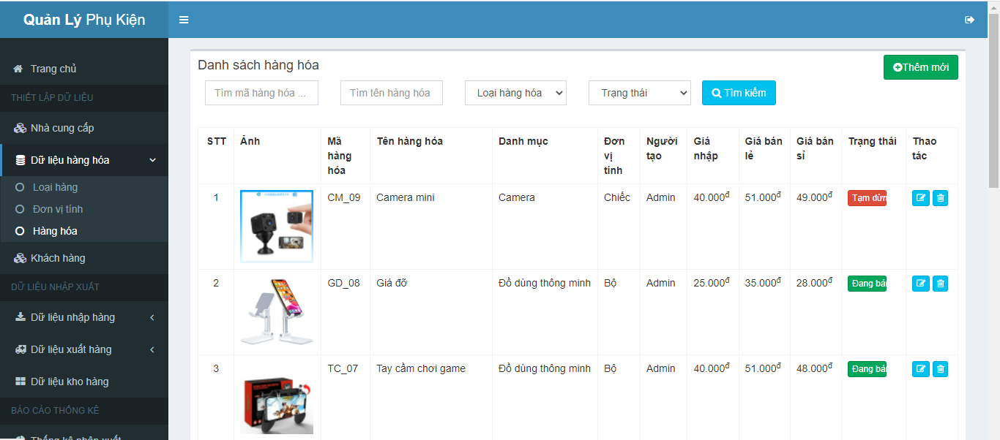 Quản Lý Phụ Kiện
Trang chủ
THIẾT LẬP DỮ LIỆU
Nhà cung cấp
Dữ liệu hàng hóa
Loại hàng
Đơn vị tính
Hàng hóa
Khách hàng
DỮ LIỆU NHẬP XUẤT
Dữ liệu nhập hàng
Dữ liệu xuất hàng
Dữ liệu kho hàng
BÁO CÁO THỐNG KÊ
Thống kê nhập xuất
Danh sách hàng hóa
Thêm mới
Tìm mã hàng hóa ... Tìm tên hàng hóa Loại hàng hóa Trạng thái Tìm kiếm
STT Ảnh Mã hàng hóa Tên hàng hóa Danh mục Đơn vị tính Người tạo Giá nhập Giá bán lẻ Giá bán sỉ Trạng thái Thao tác
1 CM_09 Camera mini Camera Chiếc Admin 40.000đ 51.000đ 49.000đ Tạm dừn
2 GD_08 Giá đỡ Đồ dùng thông minh Bộ Admin 25.000đ 35.000đ 28.000đ Đang bá
3 TC_07 Tay cầm chơi game Đồ dùng thông minh Bộ Admin 40.000đ 51.000đ 48.000đ Đang bá